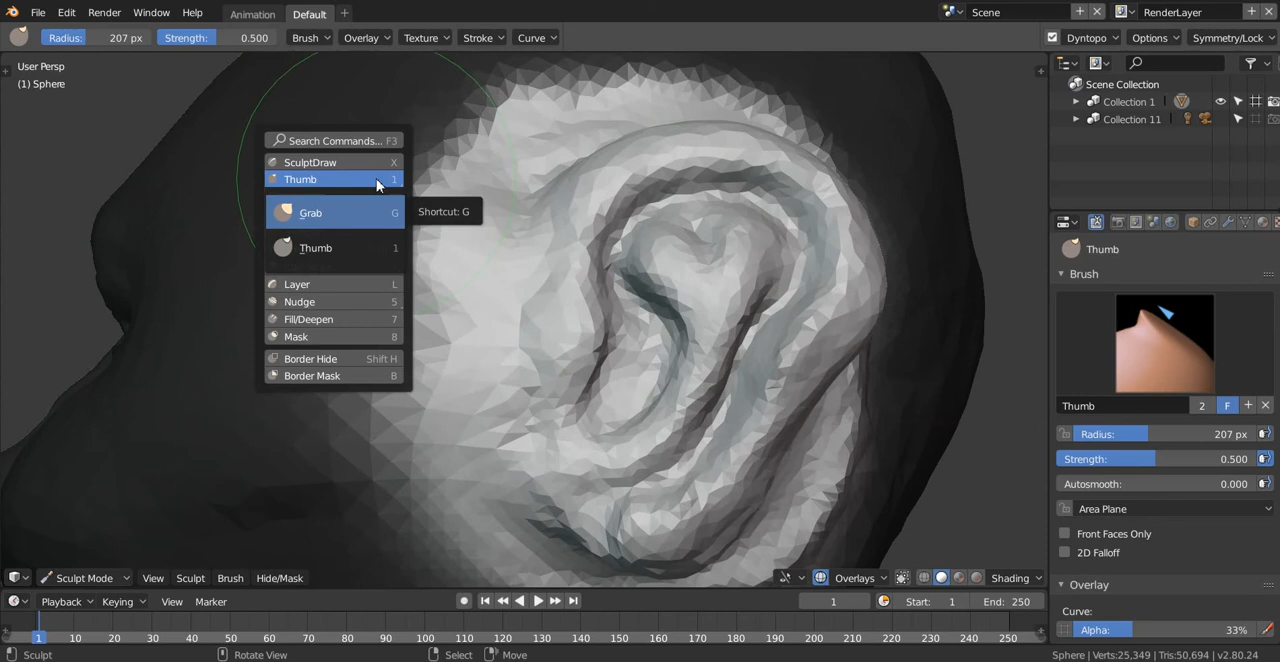 File Edit Render Window Help Animation Default + Scene RenderLayer
Radius: 207 px Strength: 0.500 Brush Overlay Texture Stroke Curve Dyntopo Options Symmetry/Lock
User Persp
(1) Sphere
Search Commands... F3
SculptDraw X
Thumb 1
Grab G
Shortcut: G
Thumb 1
Layer L
Nudge 5
Fill/Deepen 7
Mask 8
Border Hide Shift H
Border Mask B
Scene Collection
Collection 1
Collection 11
Thumb
Brush
Thumb 2 F
Radius: 207 px
Strength: 0.500
Autosmooth: 0.000
Area Plane
Front Faces Only
2D Falloff
Overlay
Curve:
Alpha: 33%
Sculpt Mode View Sculpt Brush Hide/Mask Overlays Shading
Playback Keying View Marker 1 Start: 1 End: 250
1 10 20 30 40 50 60 70 80 90 100 110 120 130 140 150 160 170 180 190 200 210 220 230 240 250
Sculpt Rotate View Select Move Sphere | Verts:25,349 | Tris:50,694 | v2.80.24